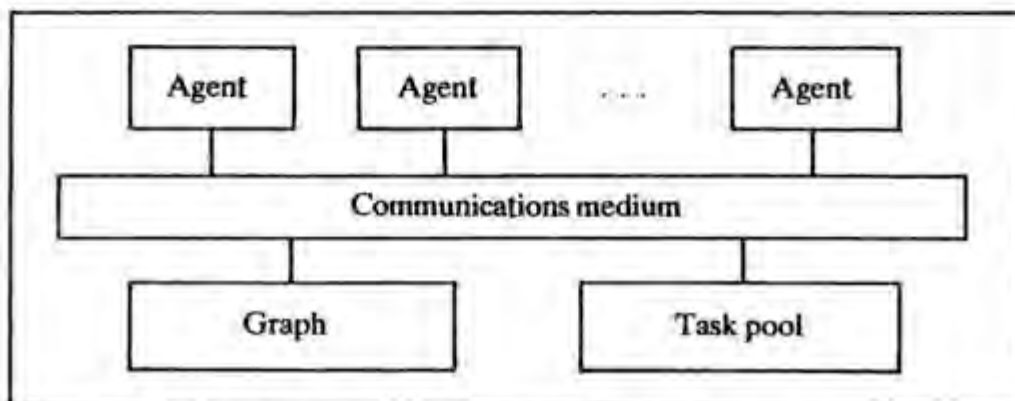 Agent Agent . . . Agent
Communications medium
Graph Task pool